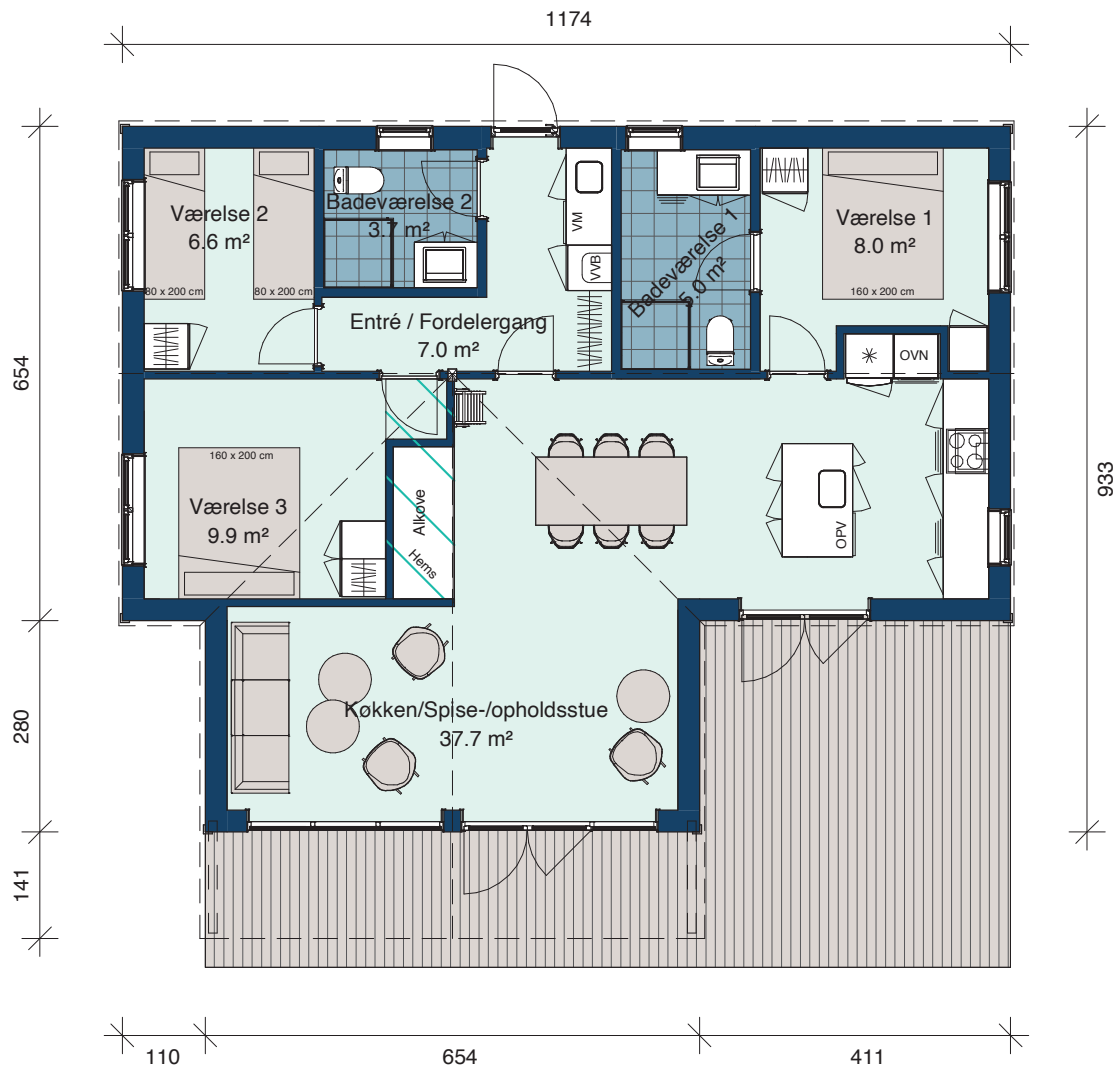 1174
Værelse 2
6.6 m²
80 x 200 cm
80 x 200 cm
Badeværelse 2
3.7 m²
VM
VVB
Entré / Fordelergang
7.0 m²
Badeværelse 1
5.0 m²
Værelse 1
8.0 m²
160 x 200 cm
OVN
654
933
160 x 200 cm
Værelse 3
9.9 m²
Alkove
Hems
OPV
Køkken/Spise-/opholdsstue
37.7 m²
280
141
110
654
411